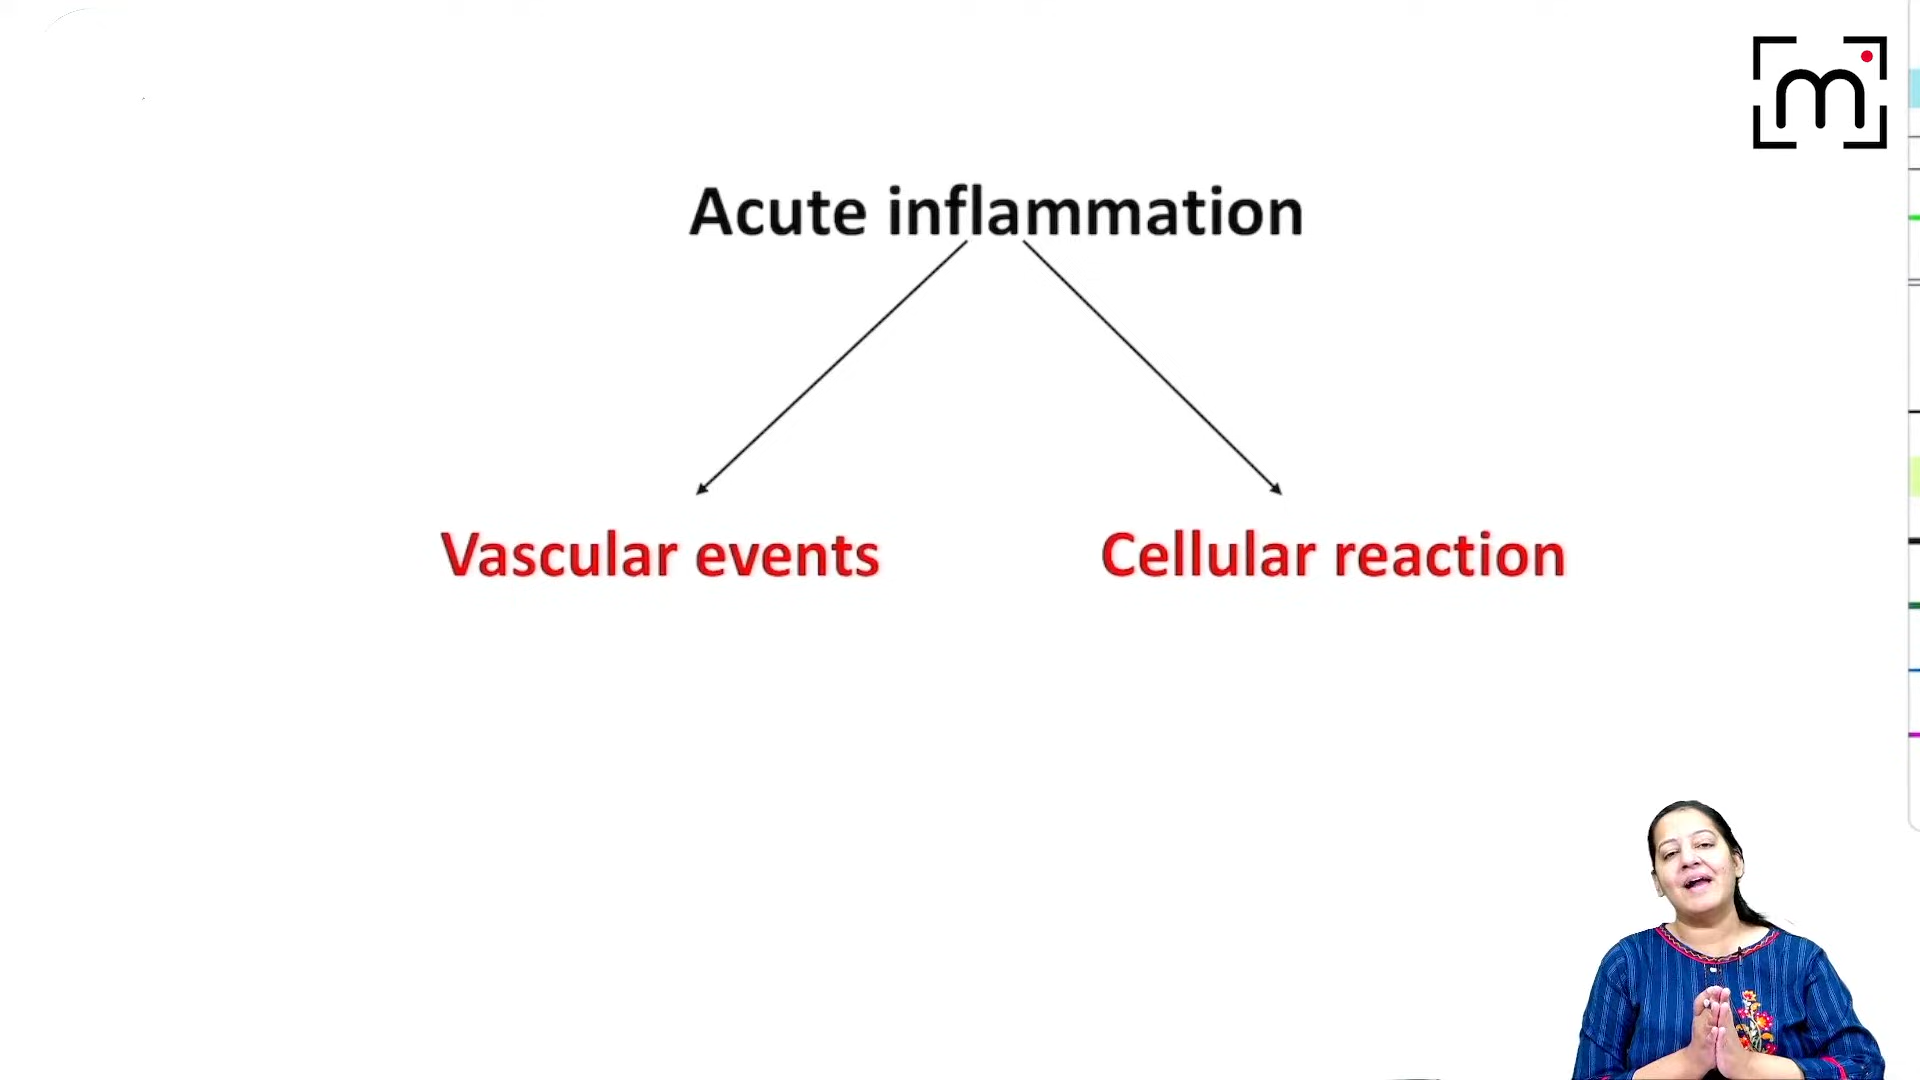 m
Acute inflammation
Vascular events
Cellular reaction